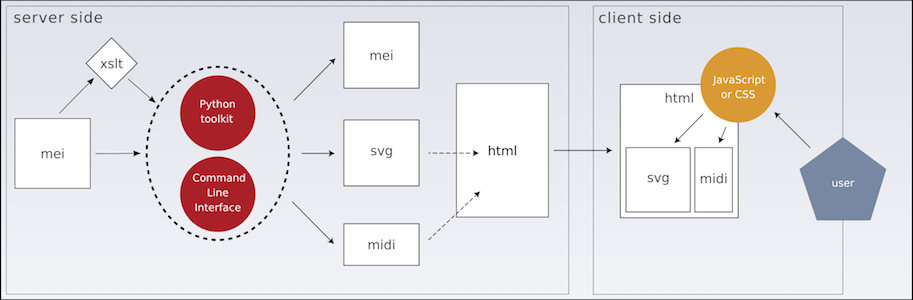 server side
client side
xslt
mei
Python
toolkit
Command
Line
Interface
mei
svg
midi
html
html
JavaScript
or CSS
svg
midi
user